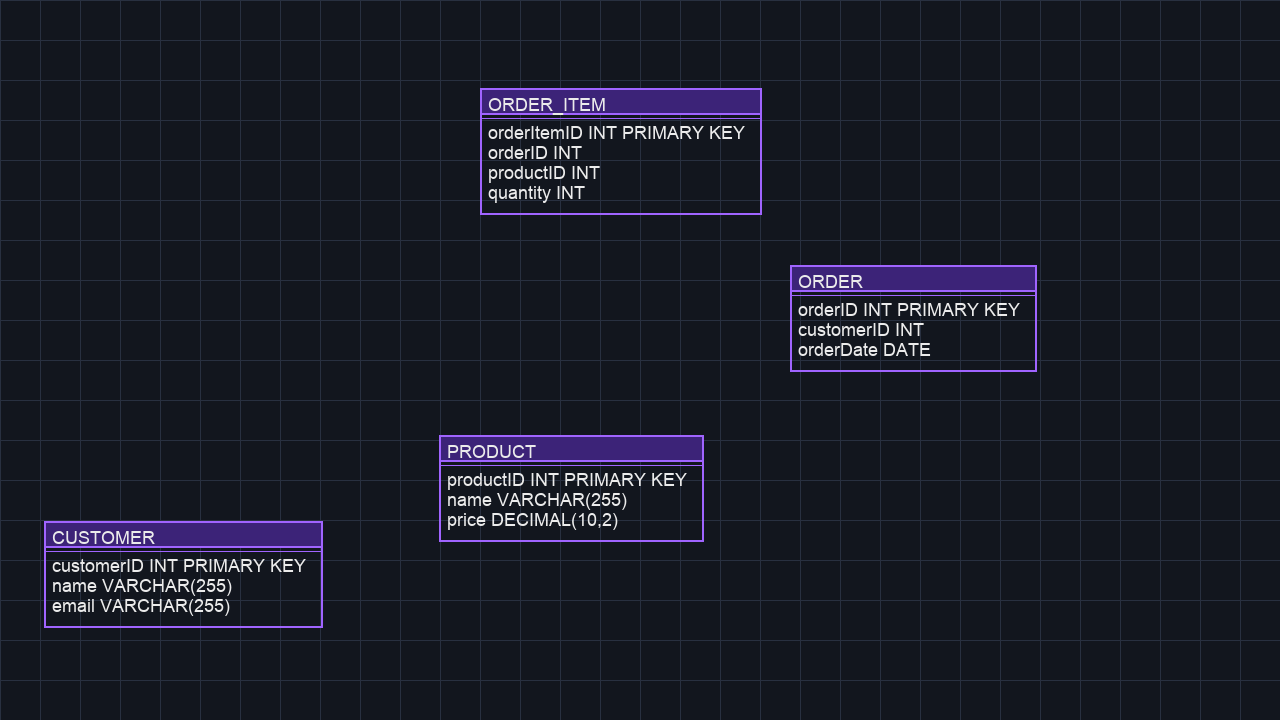 ORDER_ITEM
orderItemID INT PRIMARY KEY
orderID INT
productID INT
quantity INT
ORDER
orderID INT PRIMARY KEY
customerID INT
orderDate DATE
PRODUCT
productID INT PRIMARY KEY
name VARCHAR(255)
price DECIMAL(10,2)
CUSTOMER
customerID INT PRIMARY KEY
name VARCHAR(255)
email VARCHAR(255)